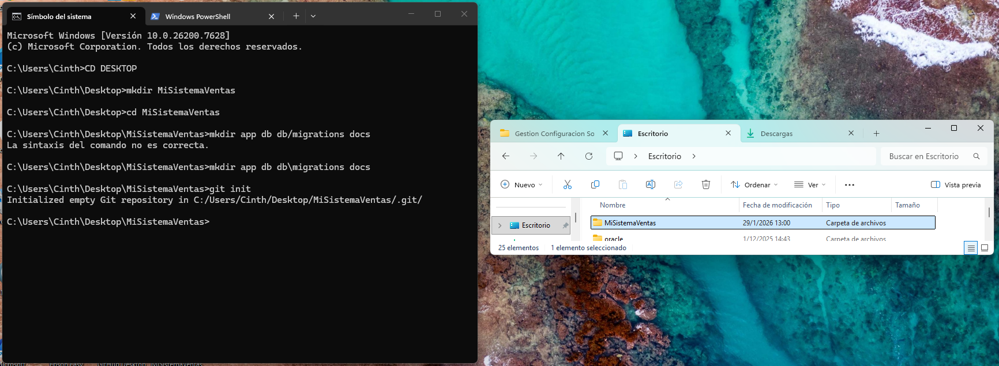 Símbolo del sistema
Windows PowerShell
Microsoft Windows [Versión 10.0.26200.7628]
(c) Microsoft Corporation. Todos los derechos reservados.
C:\Users\Cinth>CD DESKTOP
C:\Users\Cinth\Desktop>mkdir MiSistemaVentas
C:\Users\Cinth\Desktop>cd MiSistemaVentas
C:\Users\Cinth\Desktop\MiSistemaVentas>mkdir app db db/migrations docs
La sintaxis del comando no es correcta.
C:\Users\Cinth\Desktop\MiSistemaVentas>mkdir app db db\migrations docs
C:\Users\Cinth\Desktop\MiSistemaVentas>git init
Initialized empty Git repository in C:/Users/Cinth/Desktop/MiSistemaVentas/.git/
C:\Users\Cinth\Desktop\MiSistemaVentas>
Gestion Configuracion So
Escritorio
Descargas
Escritorio
Buscar en Escritorio
Nuevo
Ordenar
Ver
Vista previa
Nombre Fecha de modificación Tipo Tamaño
Escritorio
MiSistemaVentas 29/1/2026 13:00 Carpeta de archivos
oracle 1/12/2025 14:43 Carpeta de archivos
25 elementos 1 elemento seleccionado
Microsoft Epson Easy GitHub Desktop MiSistemaVentas